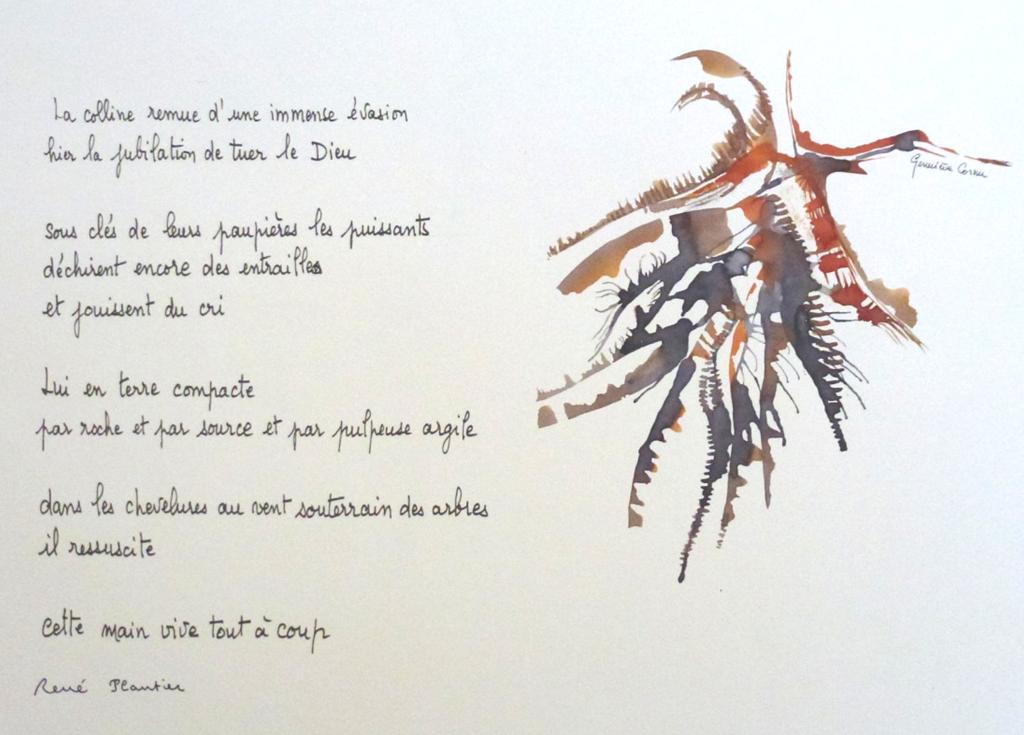 La colline remue d'une immense évasion
hier la jubilation de tuer le Dieu
sous clés de leurs paupières les puissants
déchirent encore des entrailles
et jouissent du cri
Lui en terre compacte
par roche et par source et par pulpeuse argile
dans les chevelures au vent souterrain des arbres
il ressuscite
Cette main vive tout à coup
René Plantier
Geneviève Cornu